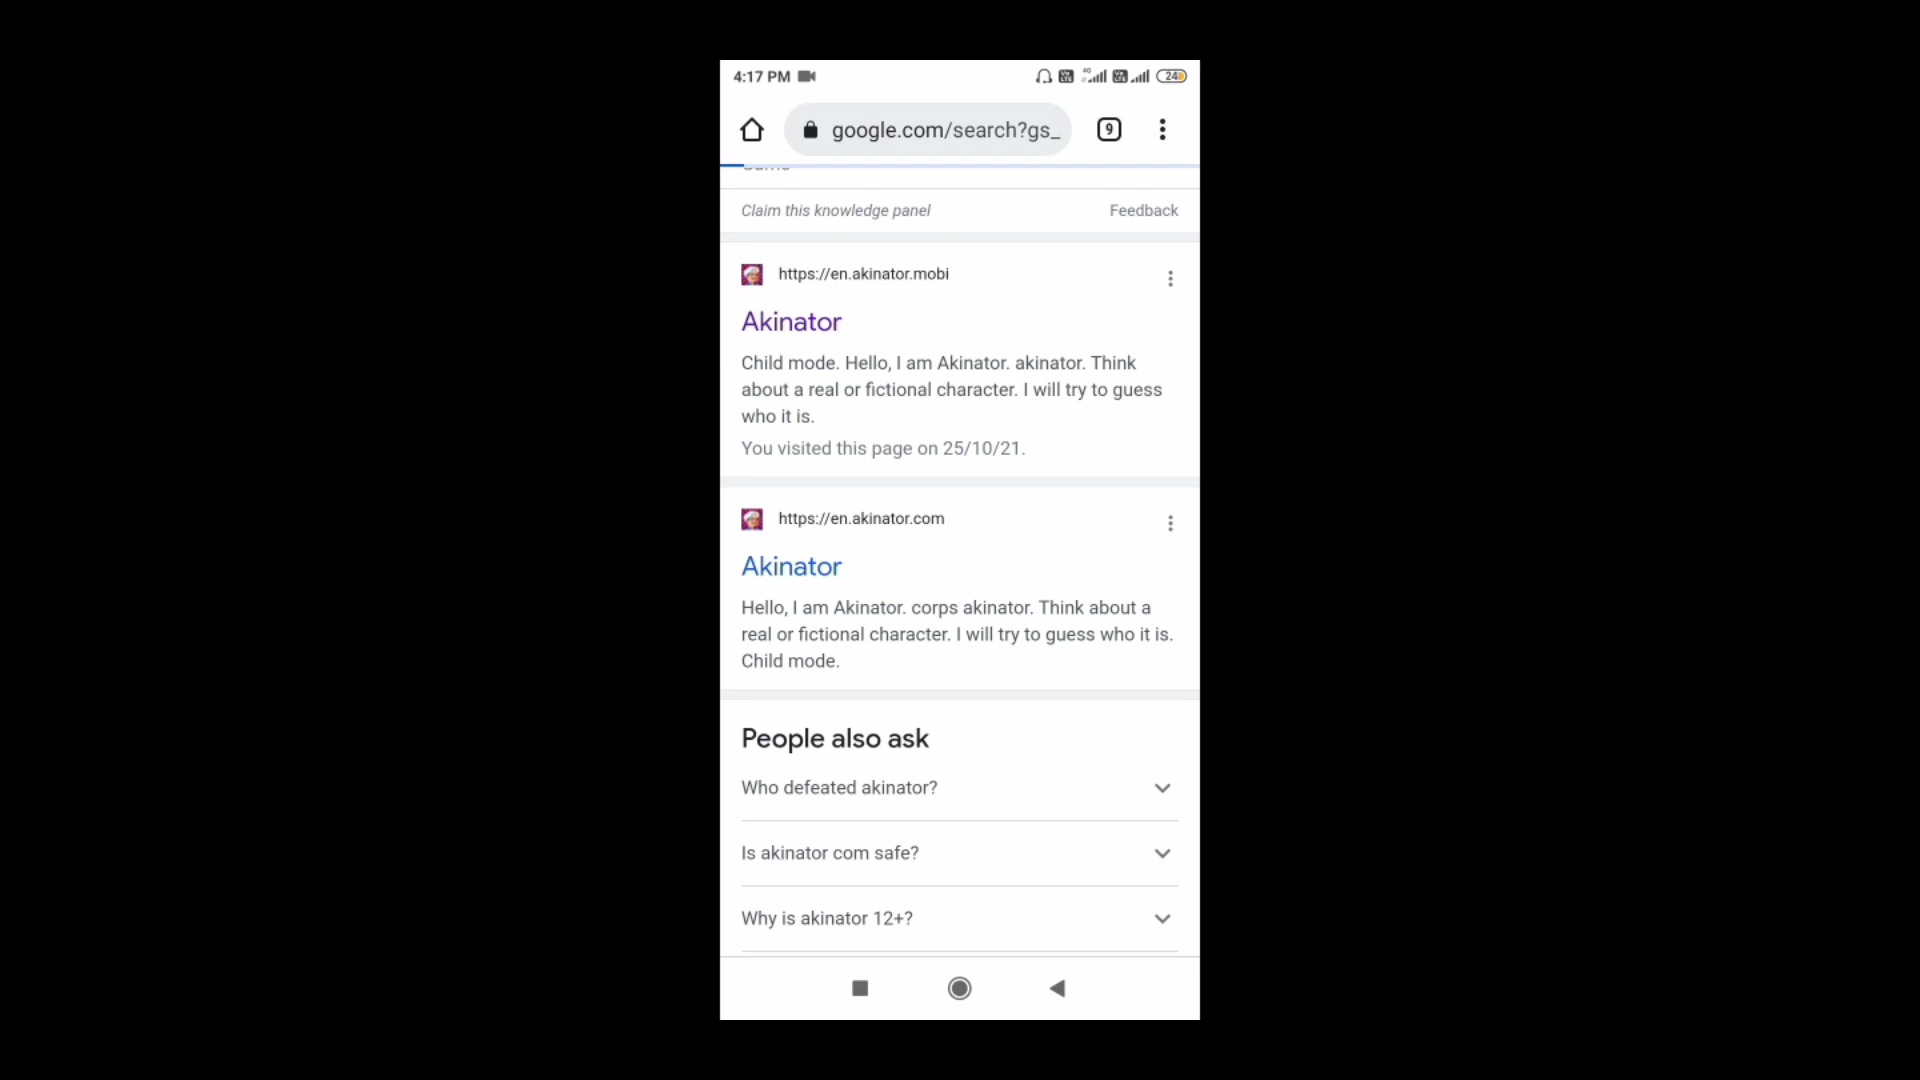 4:17 PM
4G
24
google.com/search?gs_
9
Claim this knowledge panel
Feedback
https://en.akinator.mobi
Akinator
Child mode. Hello, I am Akinator. akinator. Think
about a real or fictional character. I will try to guess
who it is.
You visited this page on 25/10/21.
https://en.akinator.com
Akinator
Hello, I am Akinator. corps akinator. Think about a
real or fictional character. I will try to guess who it is.
Child mode.
People also ask
Who defeated akinator?
Is akinator com safe?
Why is akinator 12+?